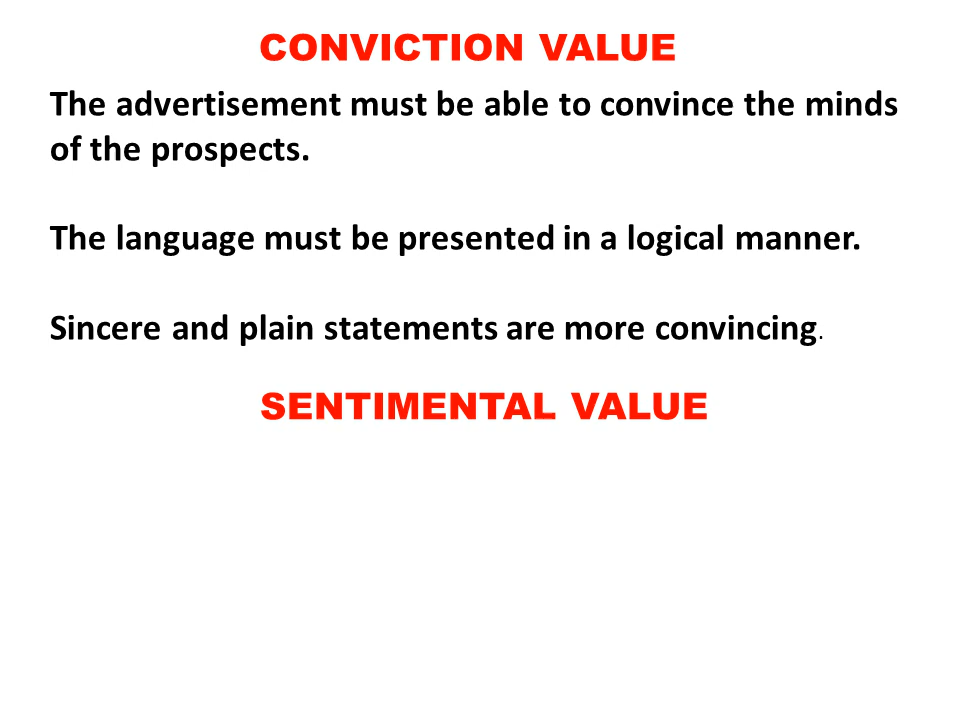 CONVICTION VALUE
The advertisement must be able to convince the minds
of the prospects.
The language must be presented in a logical manner.
Sincere and plain statements are more convincing.
SENTIMENTAL VALUE